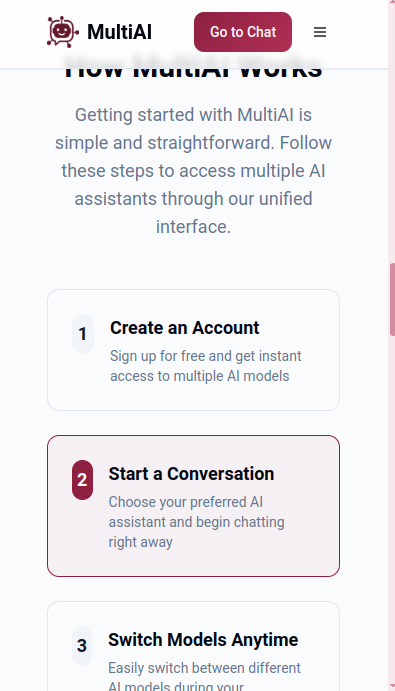 MultiAI
Go to Chat
How MultiAI Works
Getting started with MultiAI is
simple and straightforward. Follow
these steps to access multiple AI
assistants through our unified
interface.
1
Create an Account
Sign up for free and get instant
access to multiple AI models
2
Start a Conversation
Choose your preferred AI
assistant and begin chatting
right away
3
Switch Models Anytime
Easily switch between different
AI models during your